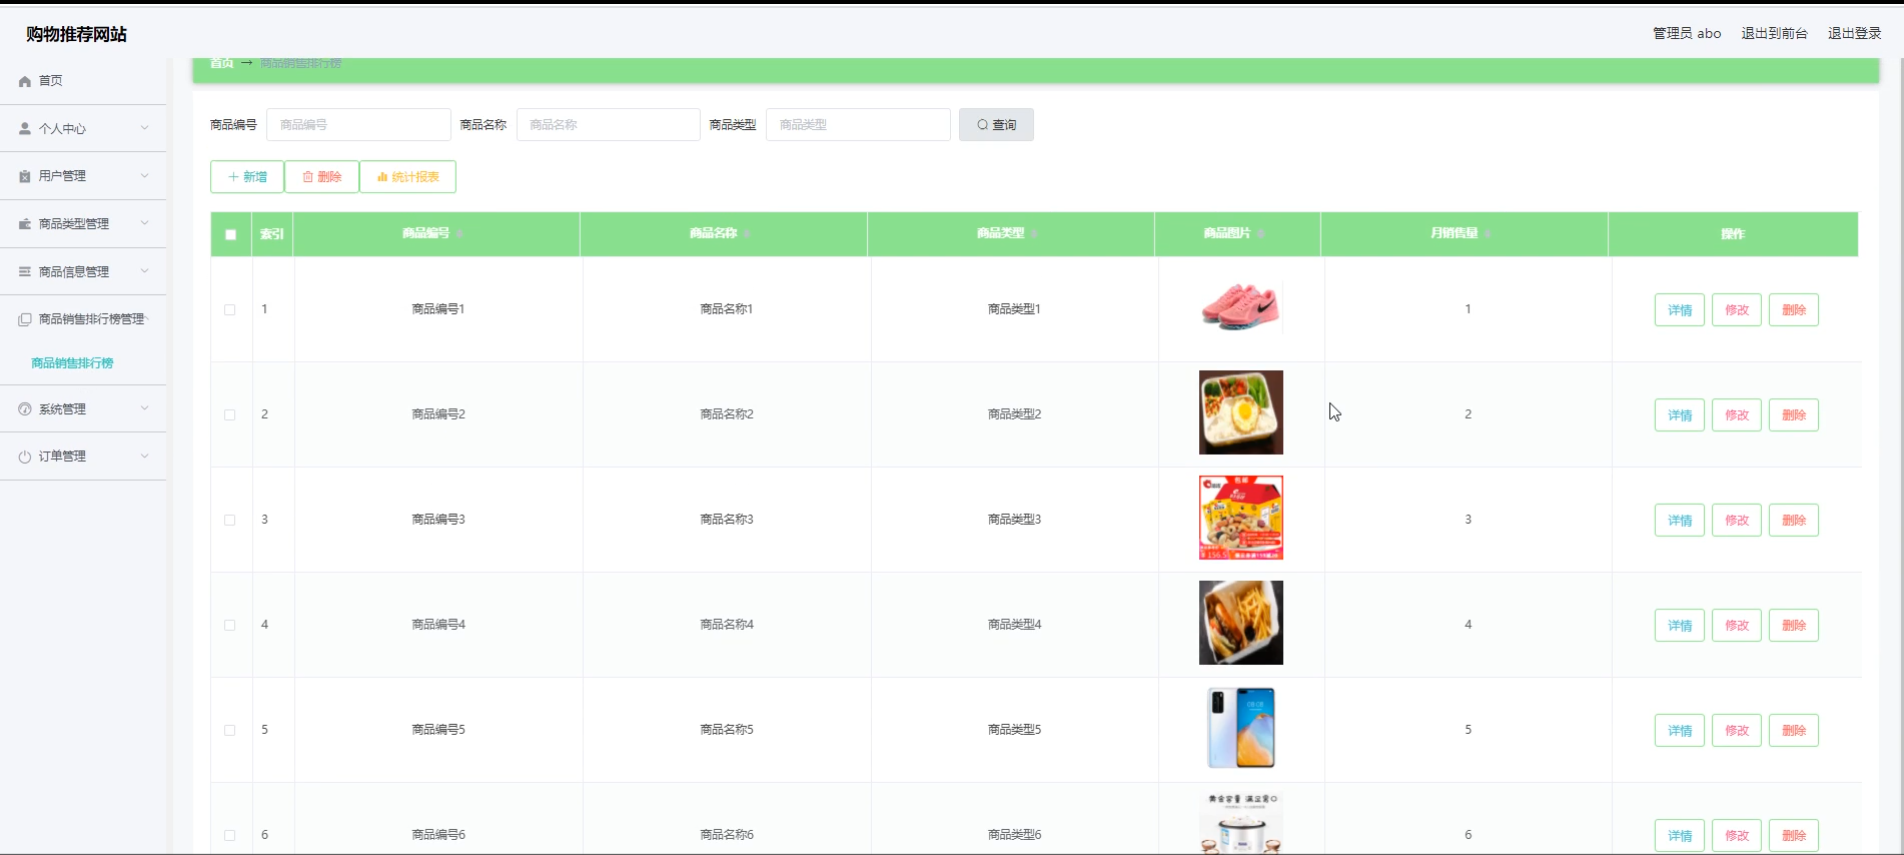 购物推荐网站
管理员 abo 退出到前台 退出登录
首页
个人中心
用户管理
商品类型管理
商品信息管理
商品销售排行榜管理
商品销售排行榜
系统管理
订单管理
首页 → 商品销售排行榜
商品编号 商品编号 商品名称 商品名称 商品类型 商品类型 查询
新增 删除 统计报表
索引 商品编号 商品名称 商品类型 商品图片 月销售量 操作
1 商品编号1 商品名称1 商品类型1 1 详情 修改 删除
2 商品编号2 商品名称2 商品类型2 2 详情 修改 删除
3 商品编号3 商品名称3 商品类型3 3 详情 修改 删除
4 商品编号4 商品名称4 商品类型4 4 详情 修改 删除
5 商品编号5 商品名称5 商品类型5 5 详情 修改 删除
黄金容量 满足宽
6 商品编号6 商品名称6 商品类型6 6 详情 修改 删除